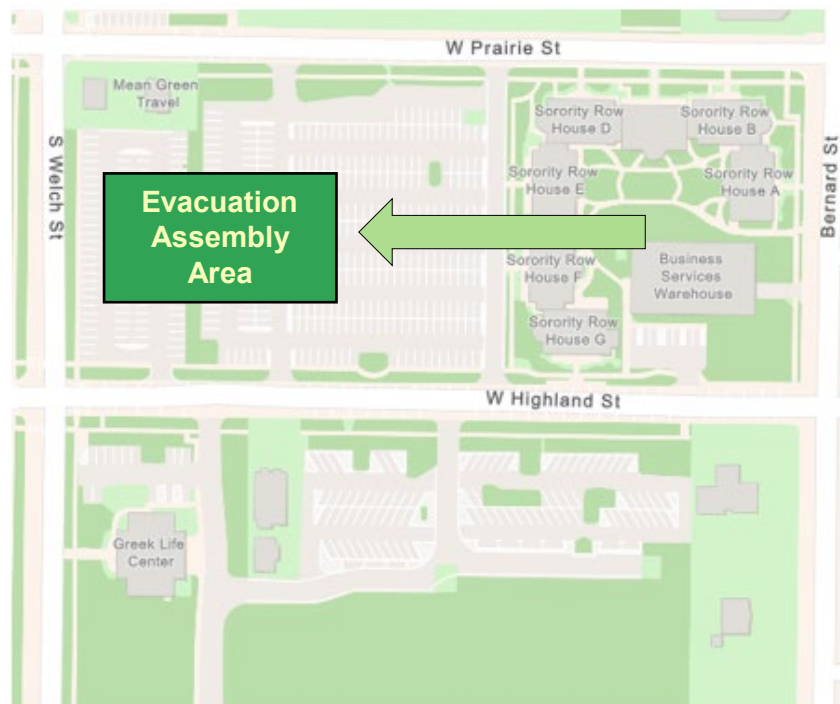 W Prairie St
Mean Green
Travel
Sorority Row
House D
Sorority Row
House B
S Welch St
Bernard St
Sorority Row
House E
Sorority Row
House A
Evacuation
Assembly
Area
Sorority Row
House F
Business
Services
Warehouse
Sorority Row
House G
W Highland St
Greek Life
Center